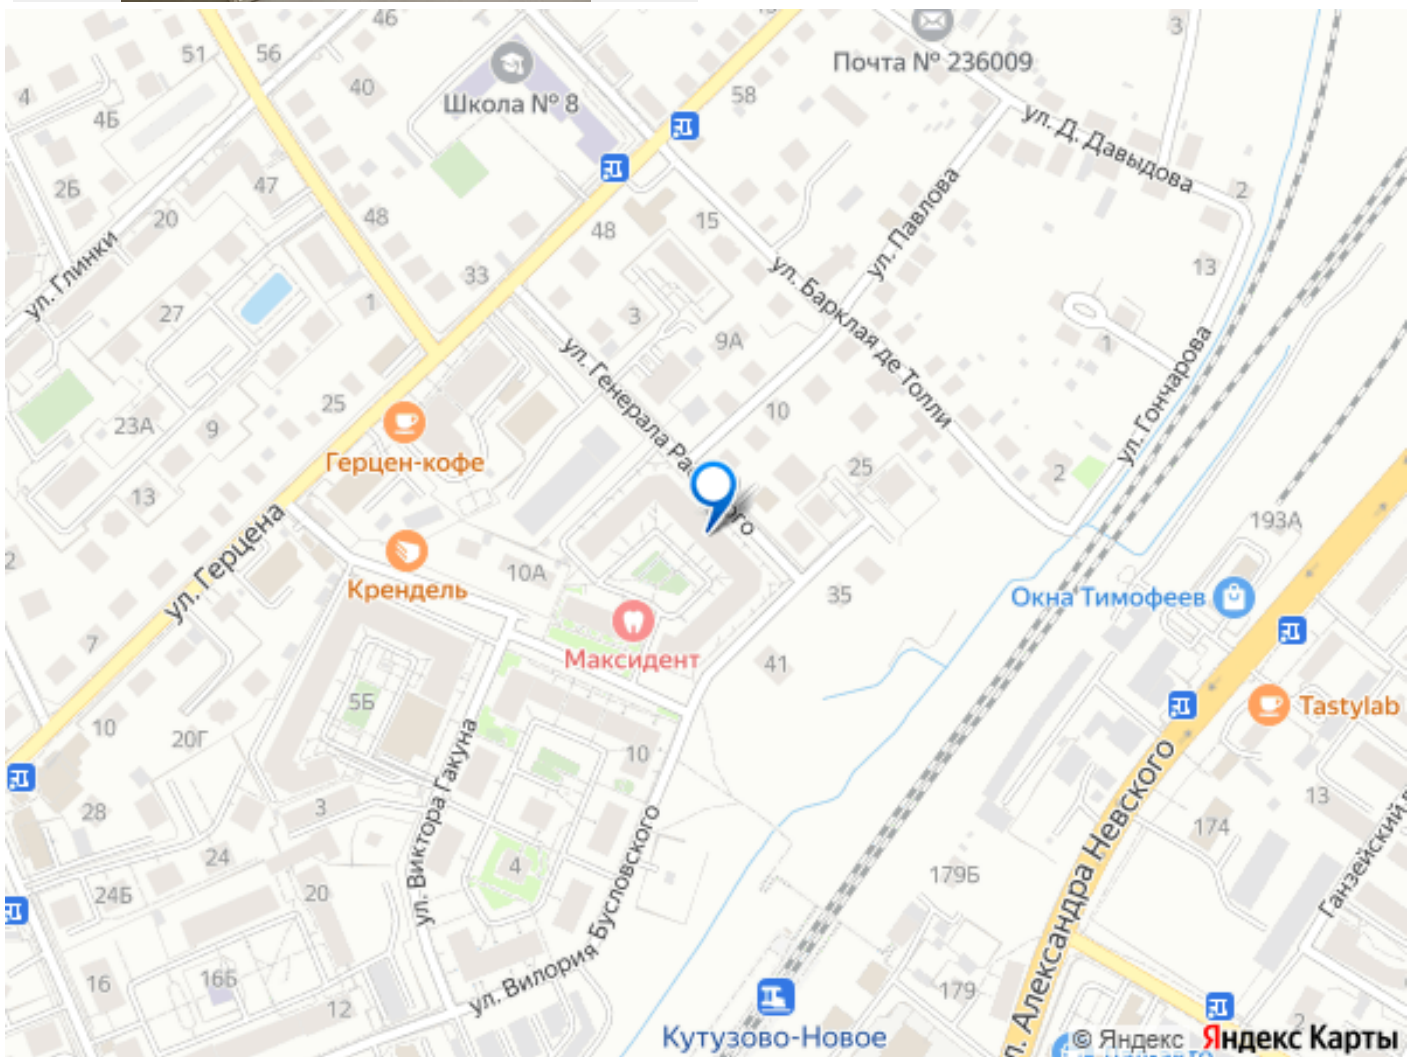 46
3
51
56
Почта № 236009
40
58
4
Школа № 8
4Б
ул. Д. Давыдова
47
2Б
2
20
48
15
ул. Павлова
48
ул. Глинки
13
33
ул. Барклая де Толли
27
1
3
9А
1
ул. Гончарова
ул. Генерала Ра
ого
25
10
23А
9
Герцен-кофе
25
2
13
193А
ул. Герцена
2
10А
Крендель
35
Окна Тимофеев
7
Максидент
41
5Б
Tastylab
10
20Г
10
ул. Виктора Гакуна
28
3
13
174
24
4
179Б
24Б
20
ул. Александра Невского
Ганзейский
ул. Вилория Бусловского
16
16Б
12
179
Кутузово-Новое
© Яндекс
Яндекс Карты